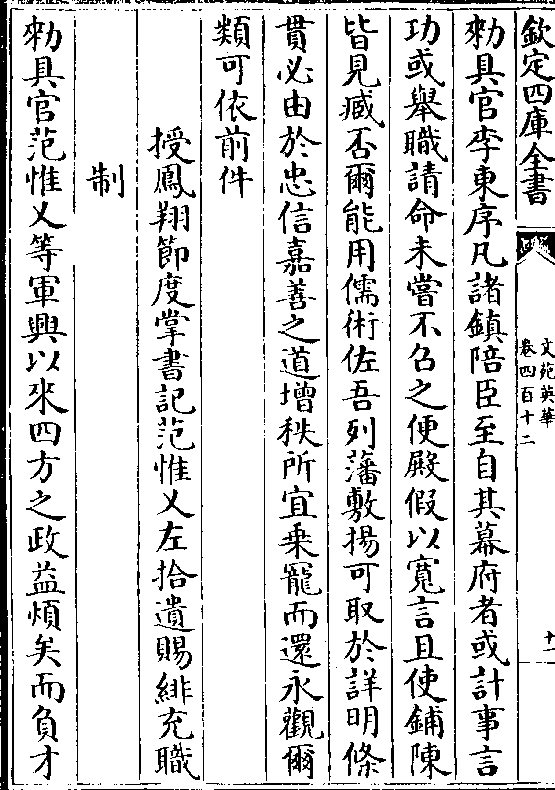 欽定四庫全書
文苑英華
卷四百十二
十一
勑具官李東序凡諸鎮陪臣至自其幕府者或計事言
功或舉職請命未嘗不召之便殿假以寬言且使鋪陳
皆見臧否爾能用儒術佐吾列藩敷揚可取於詳明條
貫必由於忠信嘉善之道增秩所宜乗寵而還永觀爾
類可依前件
授鳳翔節度掌書記范惟乂左拾遺賜緋充職
制
勑具官范惟乂等軍興以來四方之政益煩矣而負才